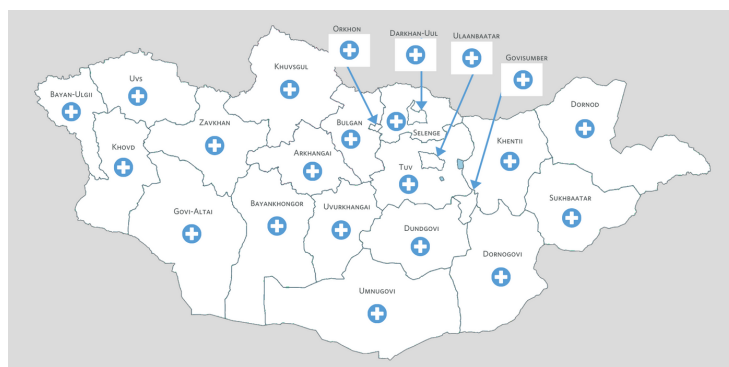 Orkhon
Darkhan-Uul
Ulaanbaatar
Govisumber
Khuvsgul
Uvs
Bayan-Ulgii
Dornod
Zavkhan
Bulgan
Selenge
Khovd
Khentii
Arkhangai
Tuv
Sukhbaatar
Govi-Altai
Bayankhongor
Uvurkhangai
Dundgovi
Dornogovi
Umnugovi